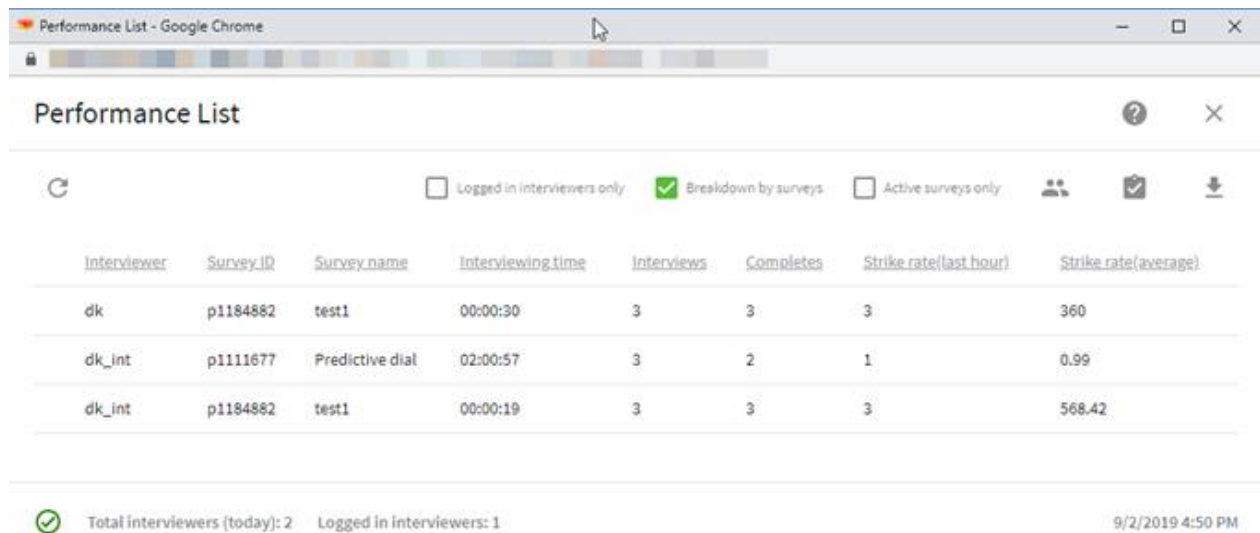 Performance List - Google Chrome
Performance List
Logged in interviewers only Breakdown by surveys Active surveys only
Interviewer Survey ID Survey name Interviewing time Interviews Completes Strike rate(last hour) Strike rate(average)
dk p1184882 test1 00:00:30 3 3 3 360
dk_int p1111677 Predictive dial 02:00:57 3 2 1 0.99
dk_int p1184882 test1 00:00:19 3 3 3 568.42
Total interviewers (today): 2 Logged in interviewers: 1 9/2/2019 4:50 PM